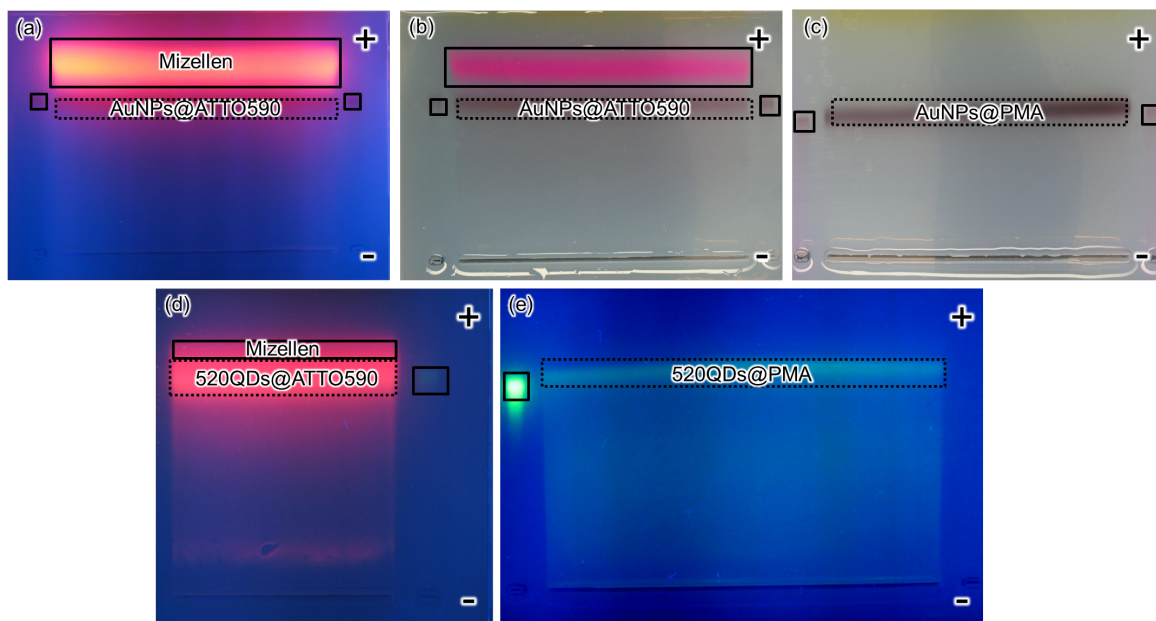 (a)
+
Mizellen
AuNPs@ATTO590
-
(b)
+
AuNPs@ATTO590
-
(c)
+
AuNPs@PMA
-
(d)
+
Mizellen
520QDs@ATTO590
-
(e)
+
520QDs@PMA
-